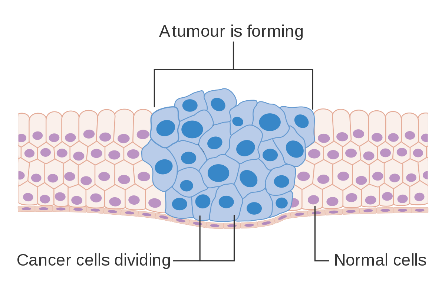 A tumour is forming
Cancer cells dividing
Normal cells